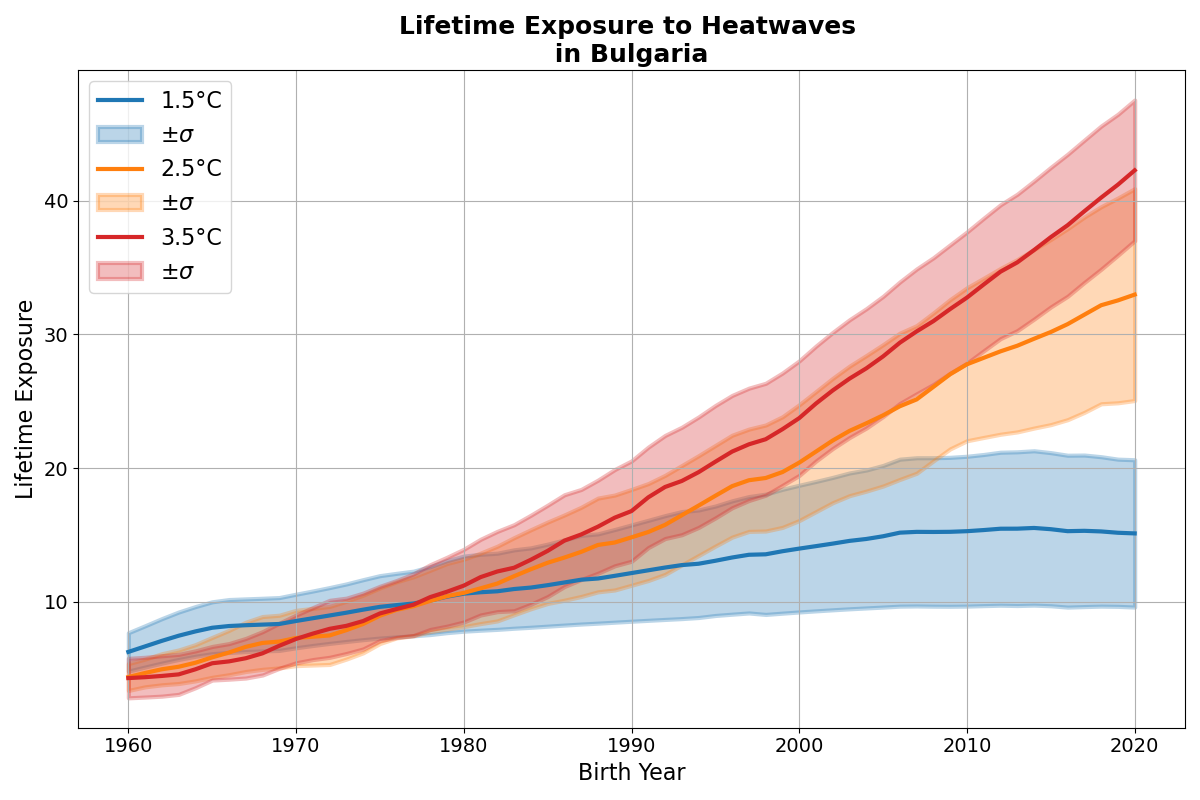 Lifetime Exposure to Heatwaves
in Bulgaria
1.5°C
±σ
2.5°C
±σ
3.5°C
±σ
Lifetime Exposure
40
30
20
10
1960
1970
1980
1990
2000
2010
2020
Birth Year